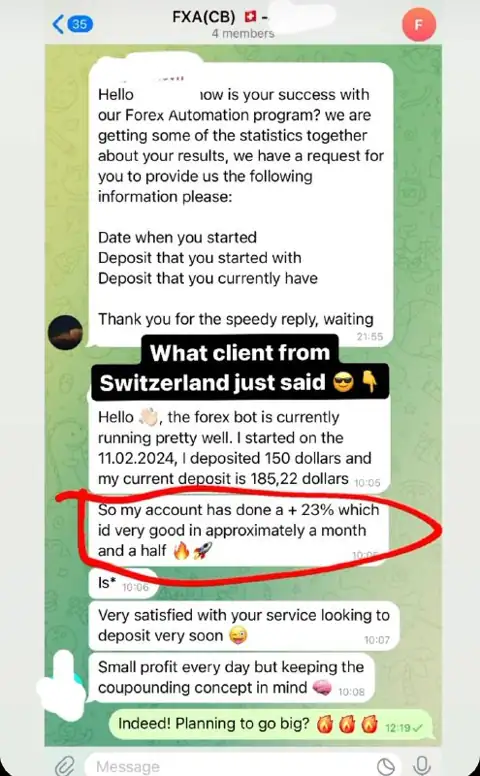 35
FXA(CB) 🇨🇭 -
4 members
F
Hello
how is your success with
our Forex Automation program? we are
getting some of the statistics together
about your results, we have a request for
you to provide us the following
information please:
Date when you started
Deposit that you started with
Deposit that you currently have
Thank you for the speedy reply, waiting
21:55
What client from
Switzerland just said 😎👇
Hello 👋🏻, the forex bot is currently
running pretty well. I started on the
11.02.2024, I deposited 150 dollars and
my current deposit is 185,22 dollars 10:05
So my account has done a + 23% which
id very good in approximately a month
and a half 🔥🚀 10:05
Is* 10:06
Very satisfied with your service looking to
deposit very soon 😜 10:07
Small profit every day but keeping the
coupounding concept in mind 🧠 10:08
Indeed! Planning to go big? 🔥🔥🔥 12:19
Message